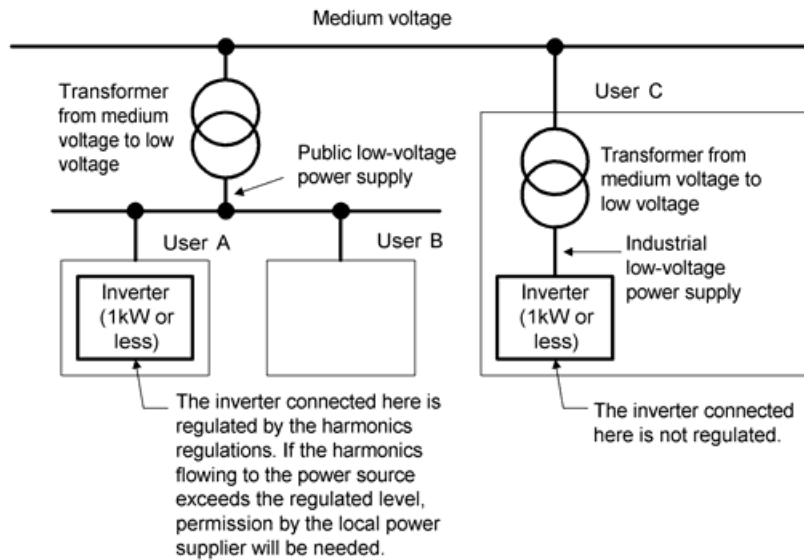 Medium voltage
Transformer
from medium
voltage to low
voltage
Public low-voltage
power supply
User A
User B
Inverter
(1kW or
less)
The inverter connected here is
regulated by the harmonics
regulations. If the harmonics
flowing to the power source
exceeds the regulated level,
permission by the local power
supplier will be needed.
User C
Transformer from
medium voltage to
low voltage
Industrial
low-voltage
power supply
Inverter
(1kW or
less)
The inverter connected
here is not regulated.